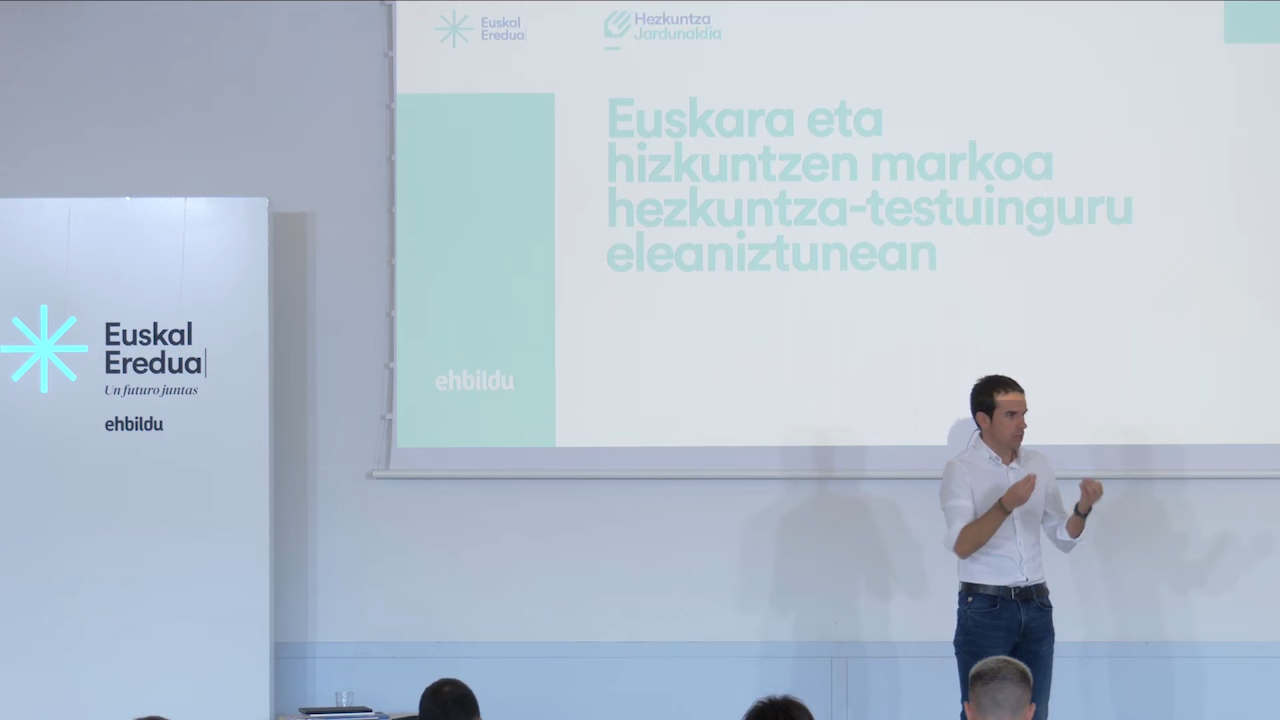 Euskal
Eredua
Hezkuntza
Jardunaldia
Euskara eta
hizkuntzen markoa
hezkuntza-testuinguru
eleaniztunean
ehbildu
Euskal
Eredua
Un futuro juntas
ehbildu